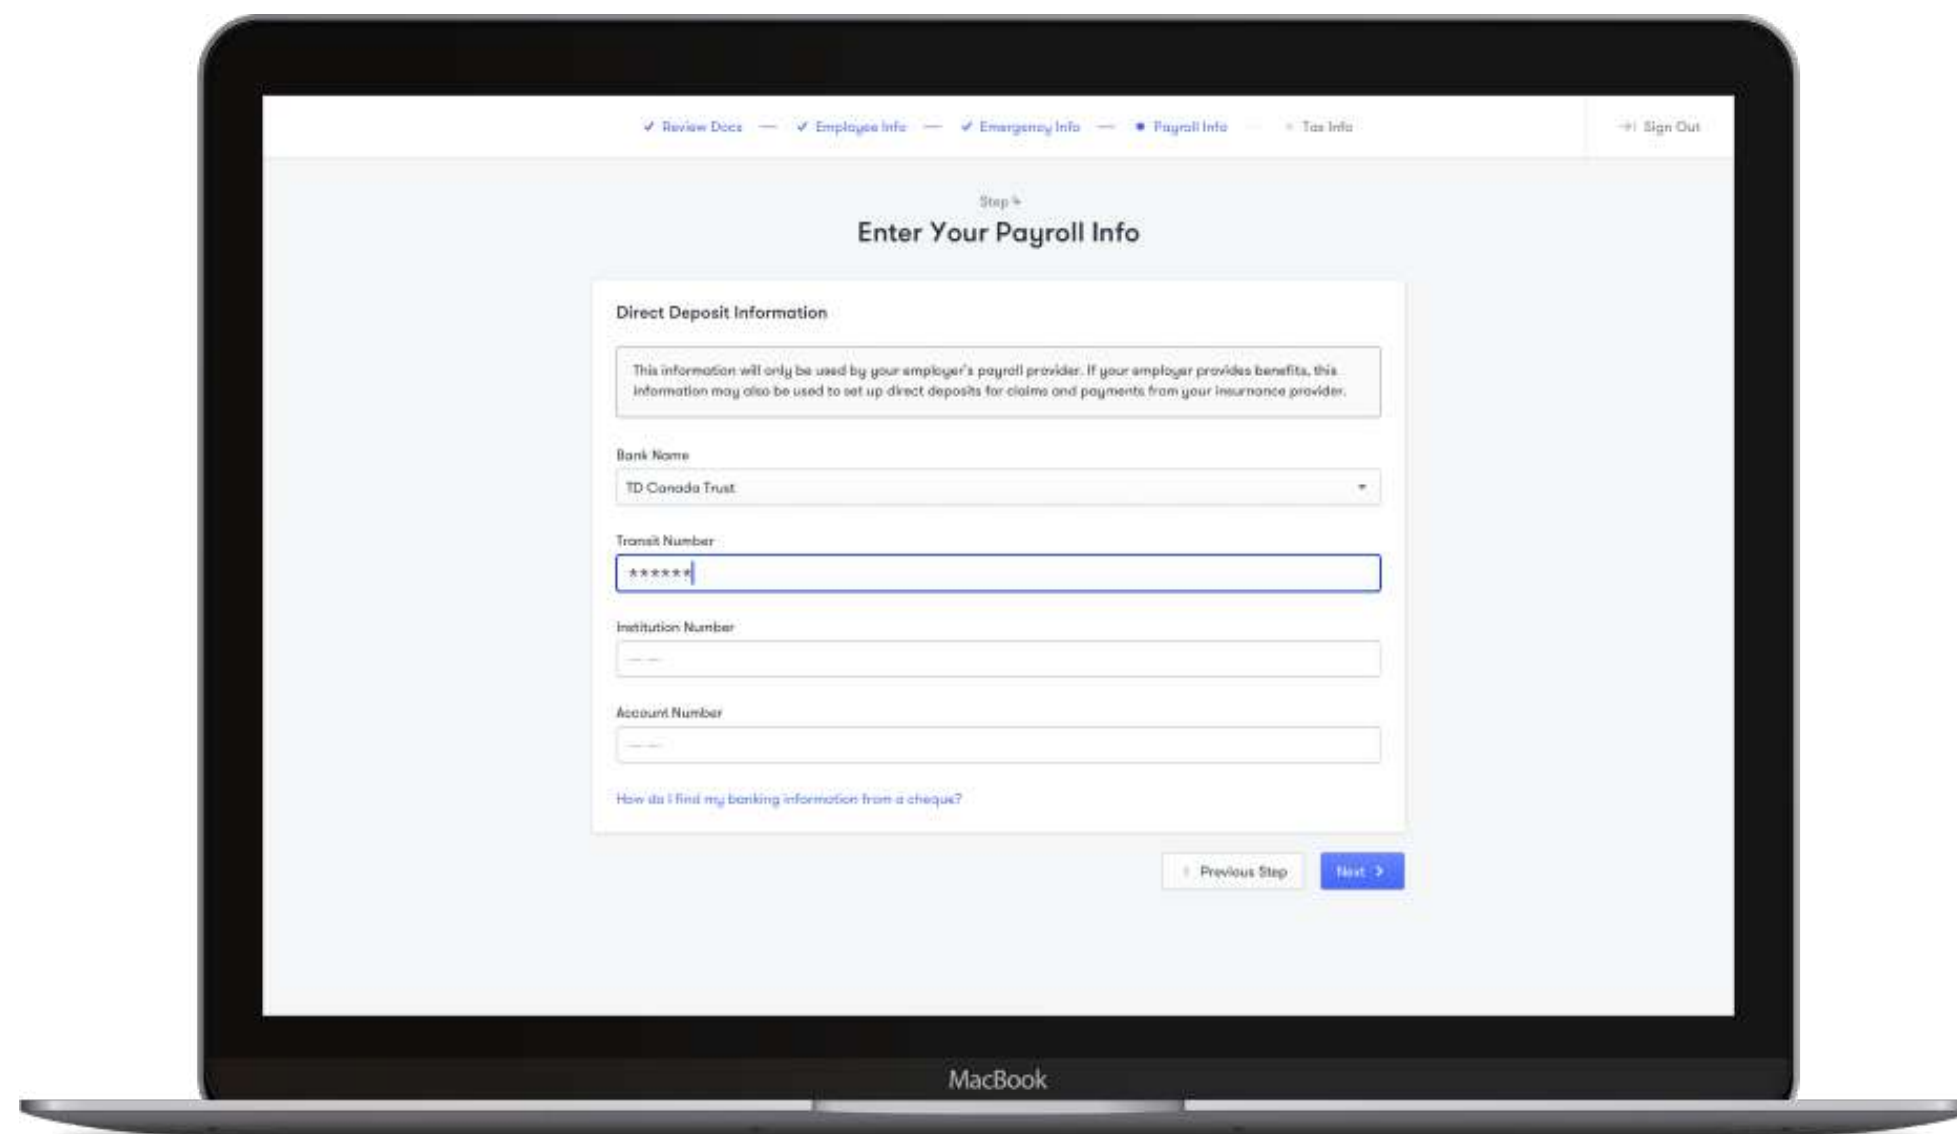 Review Docs
Employee Info
Emergency Info
Payroll Info
Tax Info
Sign Out
Step 4
Enter Your Payroll Info
Direct Deposit Information
This information will only be used by your employer's payroll provider. If your employer provides benefits, this
information may also be used to set up direct deposits for claims and payments from your insurnance provider.
Bank Name
TD Canada Trust
Transit Number
******
Institution Number
Account Number
How do I find my banking information from a cheque?
Previous Step
Next
MacBook